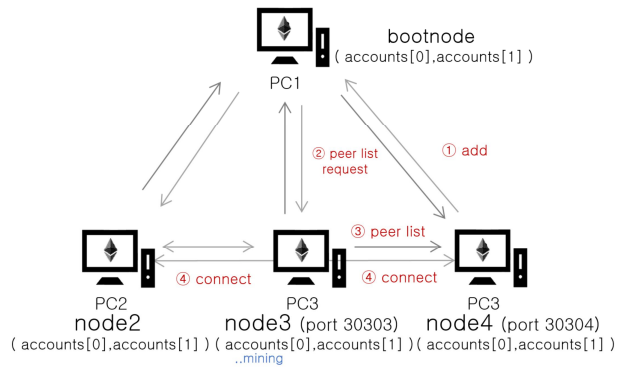 bootnode
( accounts[0],accounts[1] )
PC1
② peer list
request
① add
③ peer list
④ connect
④ connect
PC2
PC3
PC3
node2
node3 (port 30303)
node4 (port 30304)
( accounts[0],accounts[1] )
( accounts[0],accounts[1] )
( accounts[0],accounts[1] )
..mining